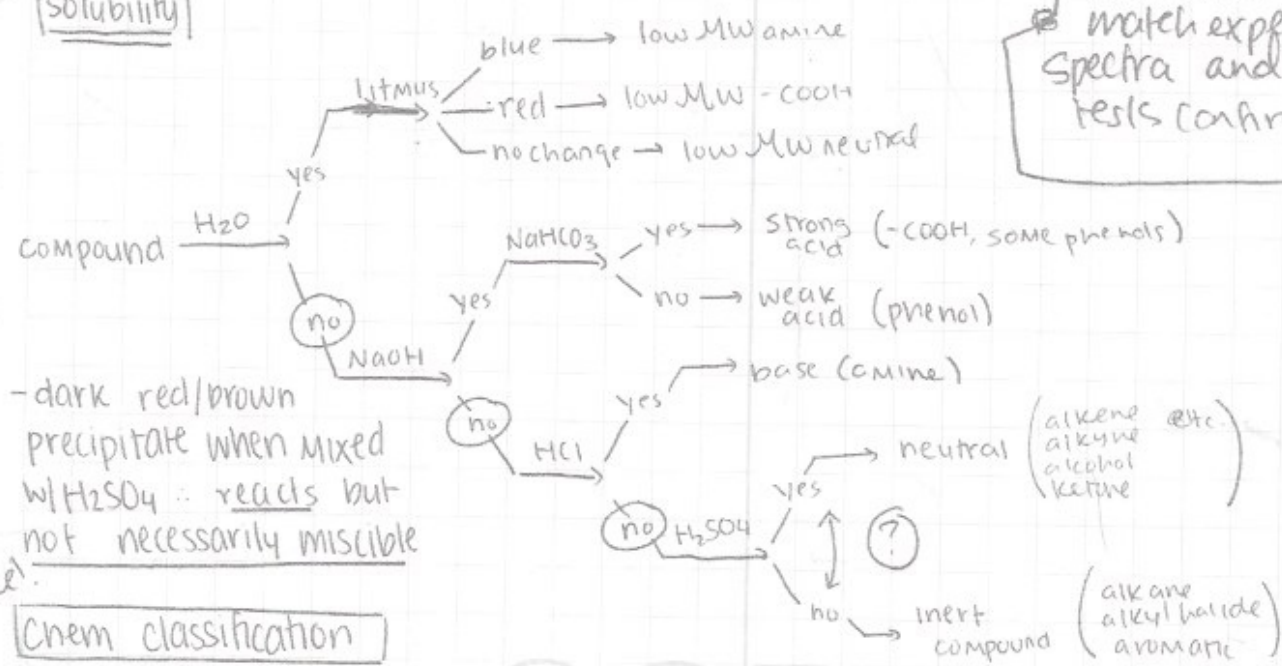 solubility
match exp
spectra and
tests
blue → low MW amine
litmus
red → low MW - COOH
no change → low MW neutral
yes
H2O
compound
NaHCO3
yes → strong acid (-COOH, some phenols)
yes
no → weak acid (phenol)
no
NaOH
base (amine)
yes
no
HCl
neutral (alkene etc.
alkyne
alcohol
ketone)
yes
no
H2SO4
?
no
inert compound (alkane
alkyl halide
aromatic)
-dark red/brown
precipitate when mixed
w/H2SO4 ∴ reacts but
not necessarily miscible
Chem classification